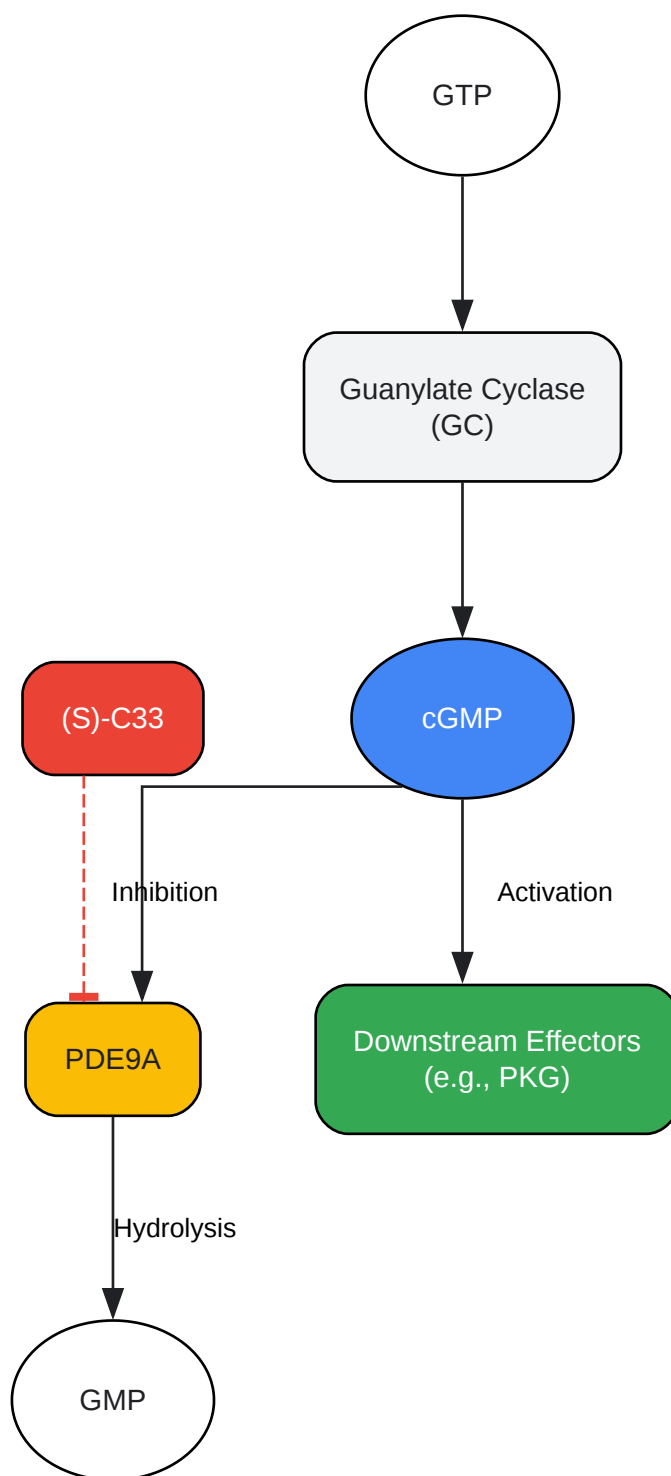 GTP
Guanylate Cyclase
(GC)
(S)-C33
cGMP
Inhibition
Activation
PDE9A
Downstream Effectors
(e.g., PKG)
Hydrolysis
GMP